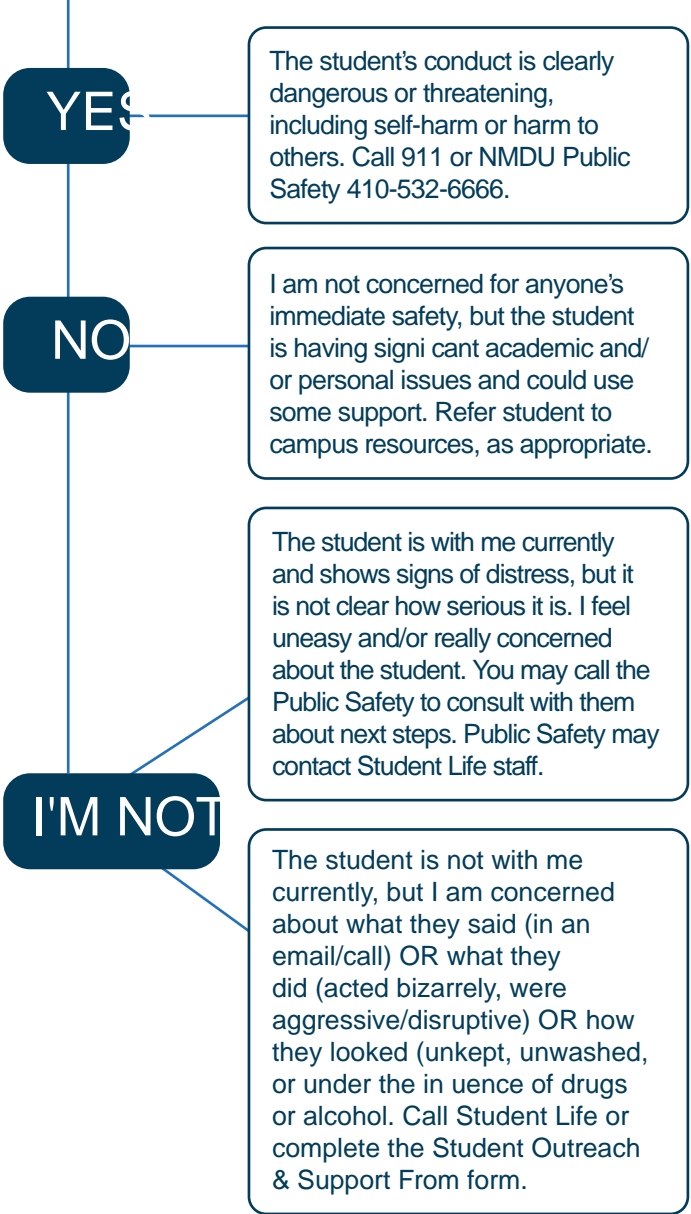 YES
The student’s conduct is clearly
dangerous or threatening,
including self-harm or harm to
others. Call 911 or NMDU Public
Safety 410-532-6666.
NO
I am not concerned for anyone’s
immediate safety, but the student
is having signi cant academic and/
or personal issues and could use
some support. Refer student to
campus resources, as appropriate.
The student is with me currently
and shows signs of distress, but it
is not clear how serious it is. I feel
uneasy and/or really concerned
about the student. You may call the
Public Safety to consult with them
about next steps. Public Safety may
contact Student Life staff.
I'M NOT
The student is not with me
currently, but I am concerned
about what they said (in an
email/call) OR what they
did (acted bizarrely, were
aggressive/disruptive) OR how
they looked (unkept, unwashed,
or under the in uence of drugs
or alcohol. Call Student Life or
complete the Student Outreach
& Support From form.